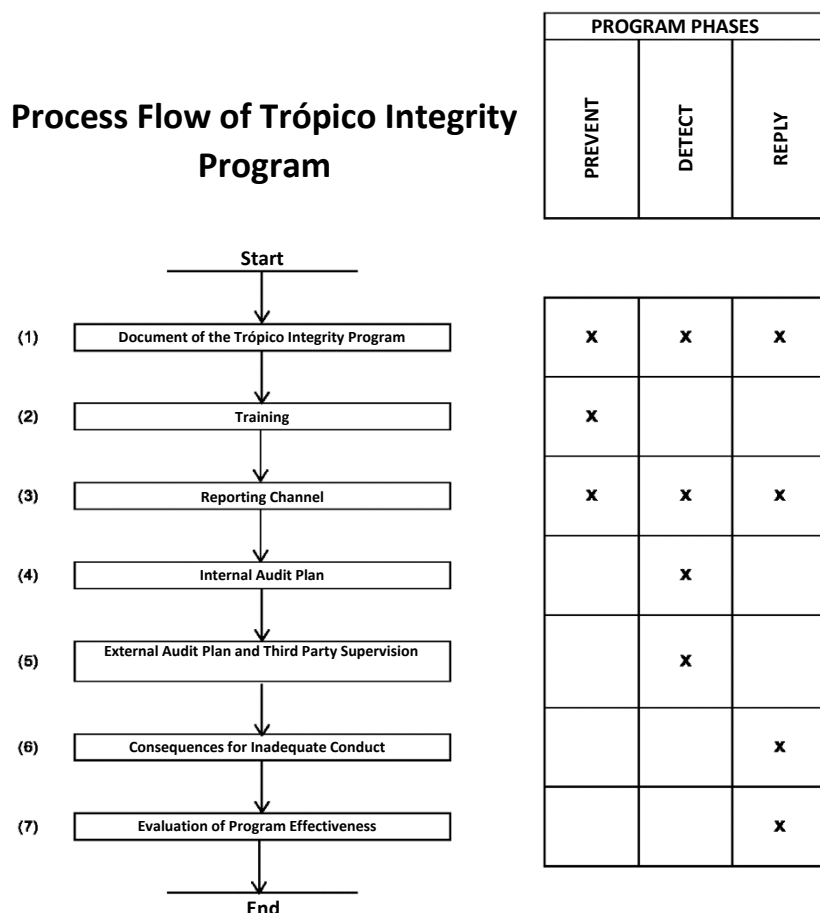 PROGRAM PHASES
PREVENT
DETECT
REPLY
Process Flow of Trópico Integrity
Program
Start
(1) Document of the Trópico Integrity Program x x x
(2) Training x
(3) Reporting Channel x x x
(4) Internal Audit Plan x
(5) External Audit Plan and Third Party Supervision x
(6) Consequences for Inadequate Conduct x
(7) Evaluation of Program Effectiveness x
End